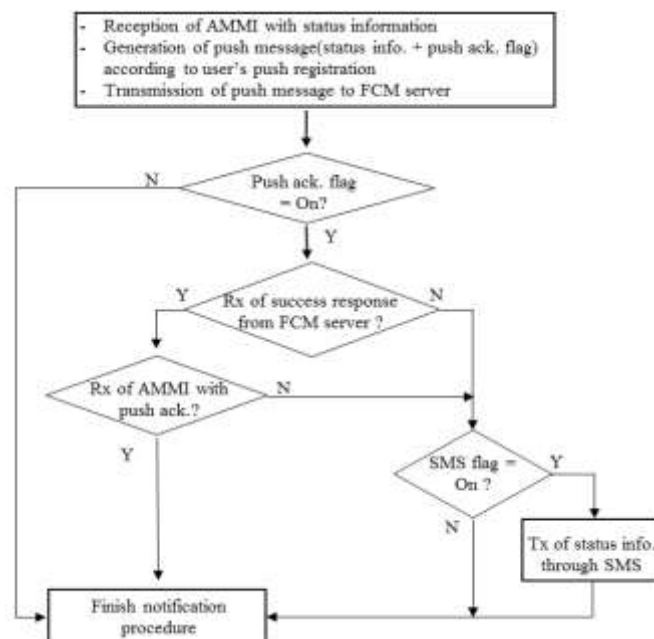 - Reception of AMMI with status information
- Generation of push message(status info. + push ack. flag)
according to user's push registration
- Transmission of push message to FCM server
N
Push ack. flag
= On?
Y
Y
Rx of success response
from FCM server ?
N
Rx of AMMI with
push ack.?
N
Y
SMS flag =
On ?
Y
N
Tx of status info.
through SMS
Finish notification
procedure